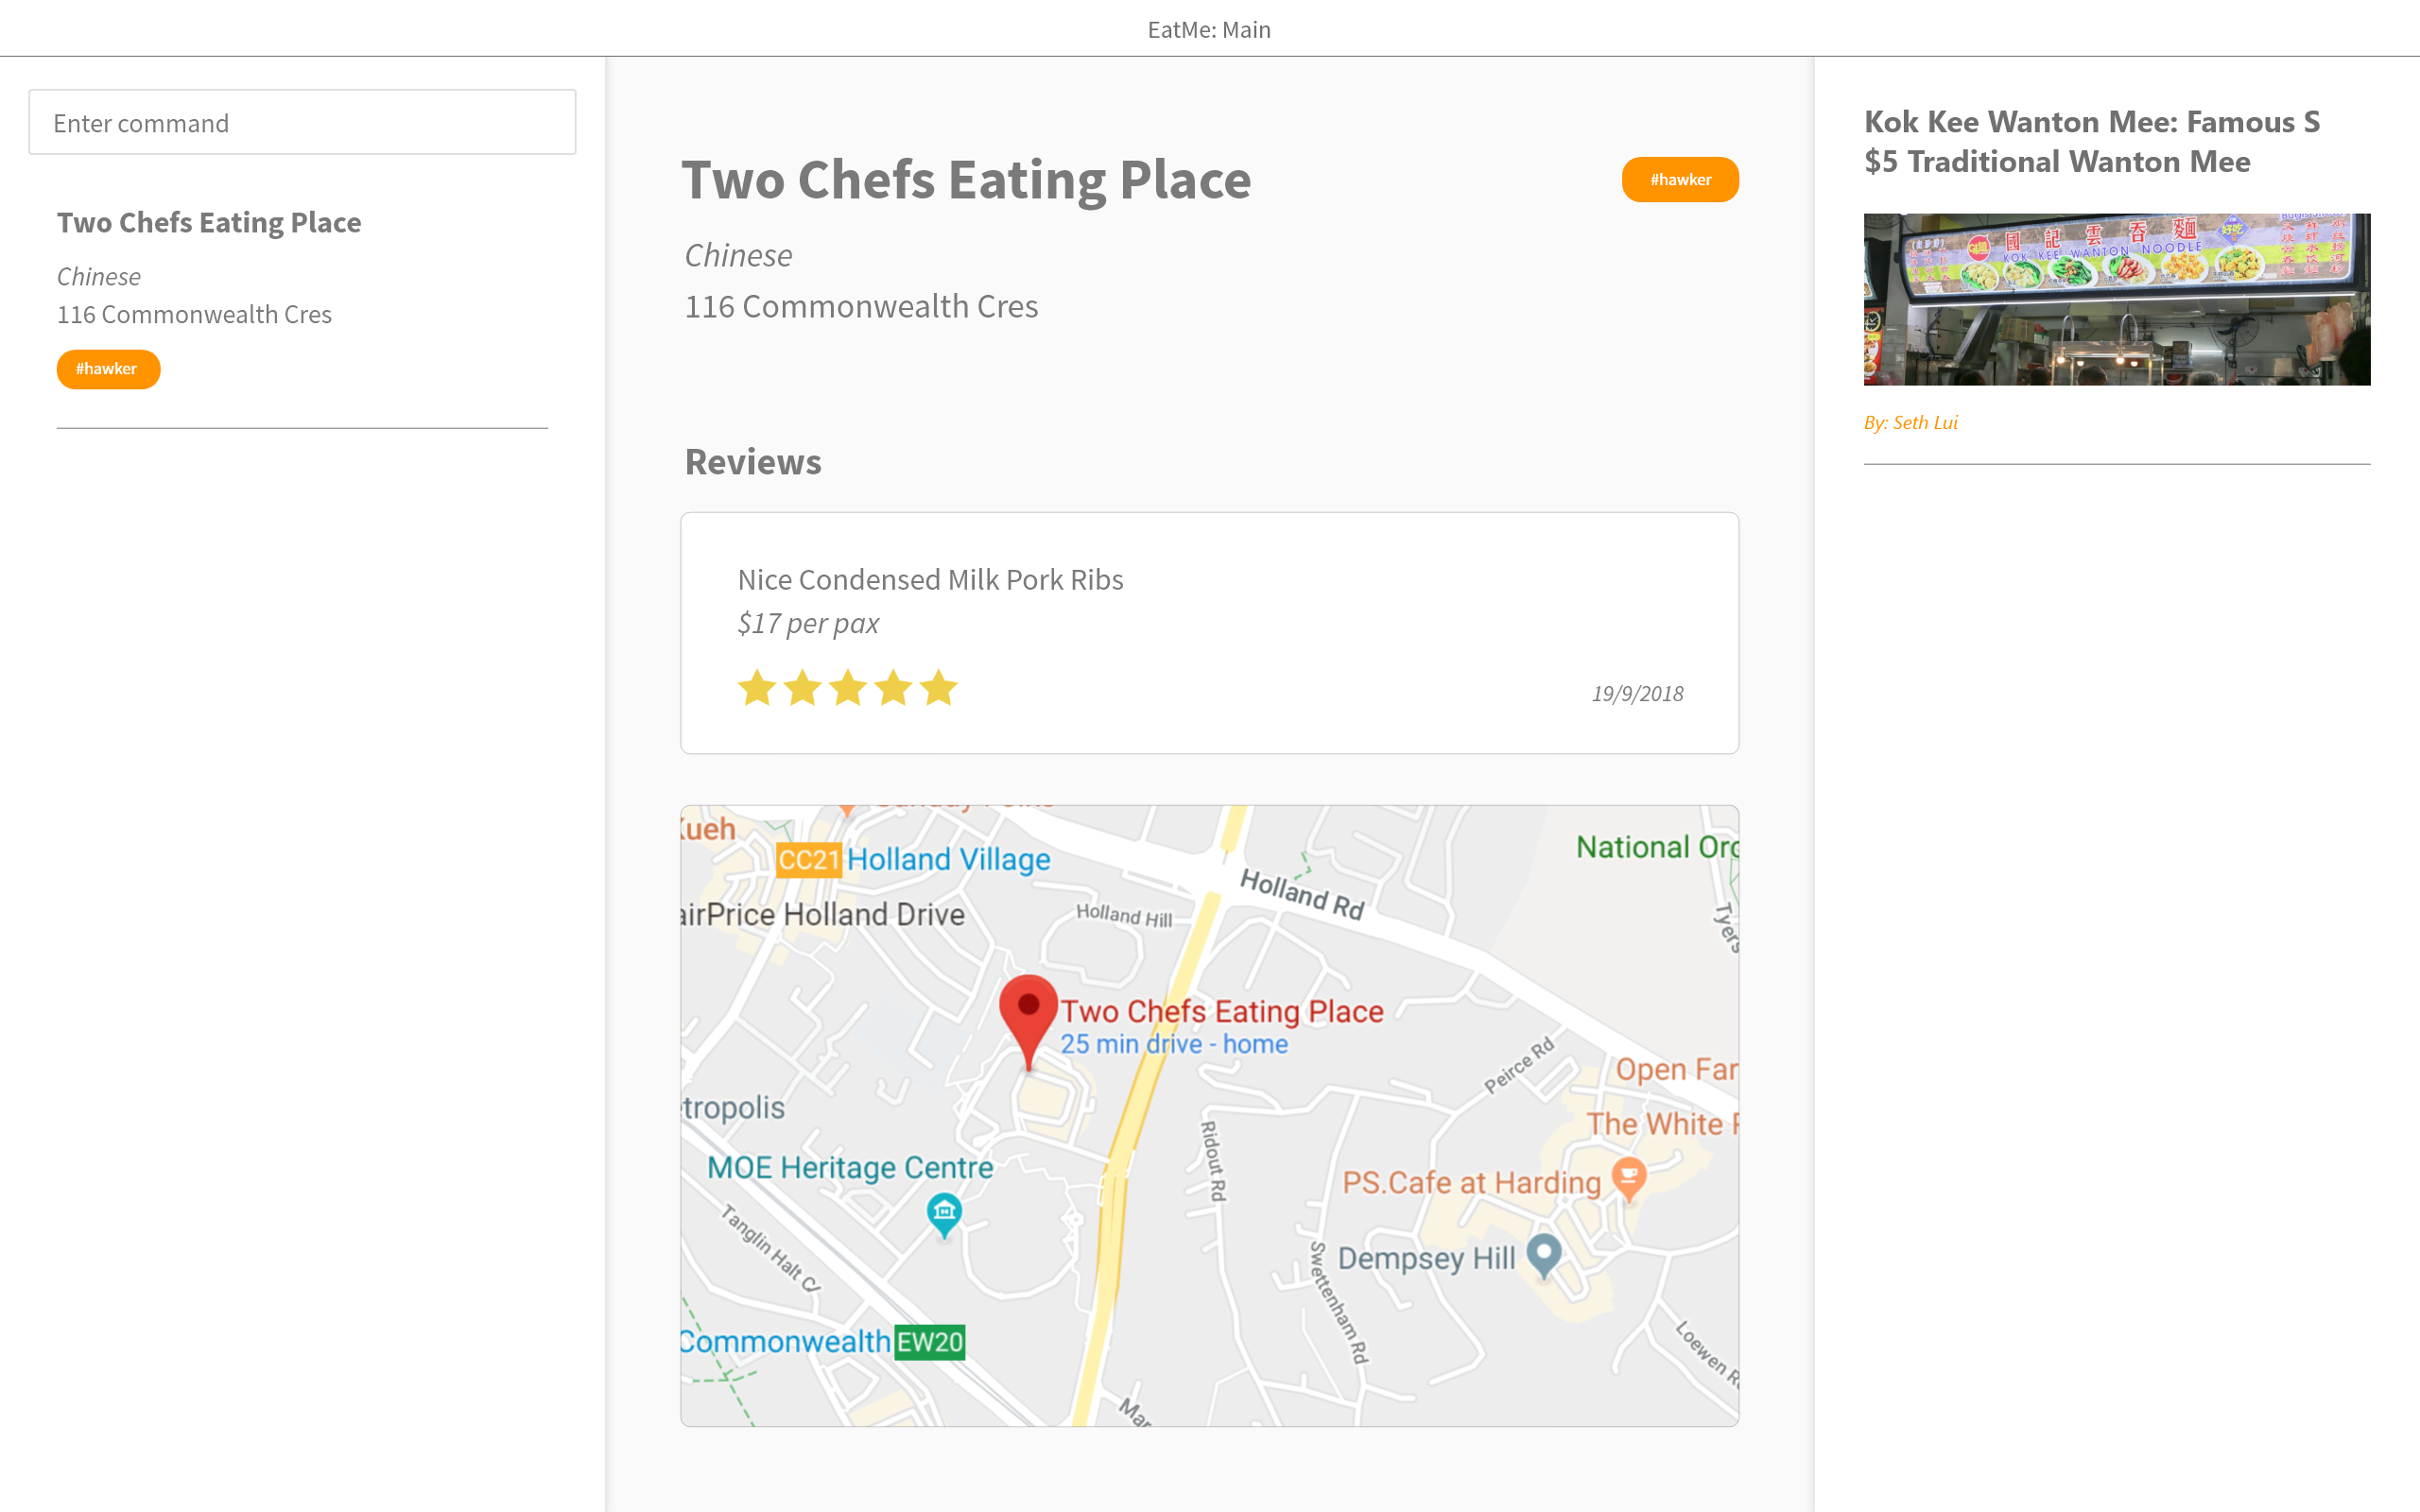 EatMe: Main
Enter command
Two Chefs Eating Place
Chinese
116 Commonwealth Cres
#hawker
Two Chefs Eating Place
#hawker
Chinese
116 Commonwealth Cres
Reviews
Nice Condensed Milk Pork Ribs
$17 per pax
19/9/2018
Kueh
CC21 Holland Village
National Orc
Holland Rd
airPrice Holland Drive
Holland Hill
Tyers
Two Chefs Eating Place
25 min drive - home
Peirce Rd
Open Far
etropolis
The White
Ridout Rd
MOE Heritage Centre
PS.Cafe at Harding
Tanglin Halt Cl
Dempsey Hill
Swettenham Rd
Commonwealth EW20
Loewen R
Mar
Kok Kee Wanton Mee: Famous S
$5 Traditional Wanton Mee
國記雲吞麵
KOK KEE WANTON NOODLE
好吃
By: Seth Lui